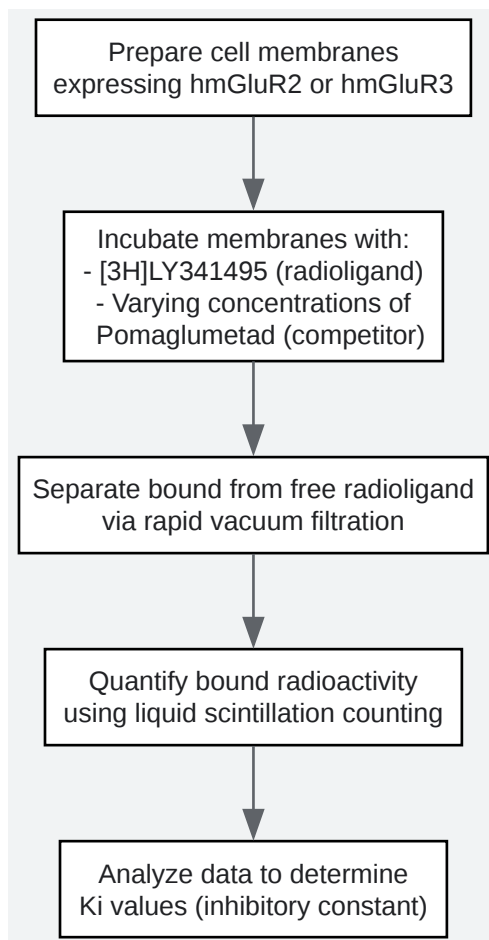 Prepare cell membranes
expressing hmGluR2 or hmGluR3
Incubate membranes with:
- [3H]LY341495 (radioligand)
- Varying concentrations of
Pomaglumetad (competitor)
Separate bound from free radioligand
via rapid vacuum filtration
Quantify bound radioactivity
using liquid scintillation counting
Analyze data to determine
Ki values (inhibitory constant)